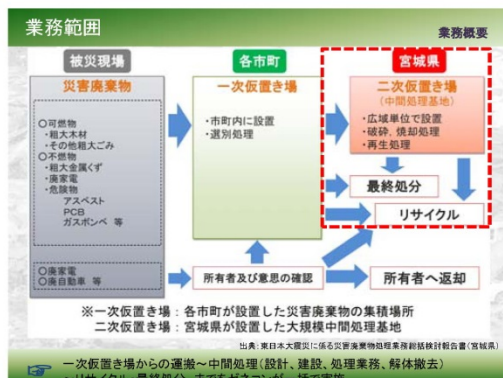 業務範囲
業務概要
被災現場
各市町
宮城県
災害廃棄物
○可燃物
・粗大木材
・その他粗大ごみ
○不燃物
・粗大金属くず
・廃家電
・危険物
アスベスト
PCB
ガスボンベ 等
○廃家電
○廃自動車 等
一次仮置き場
・市町内に設置
・選別処理
二次仮置き場
(中間処理基地)
・広域単位で設置
・破砕、焼却処理
・再生処理
最終処分
リサイクル
所有者及び意思の確認
所有者へ返却
※一次仮置き場:各市町が設置した災害廃棄物の集積場所
二次仮置き場:宮城県が設置した大規模中間処理基地
出典:東日本大震災に係る災害廃棄物処理業務総括検討報告書(宮城県)
一次仮置き場からの運搬~中間処理(設計、建設、処理業務、解体撤去)